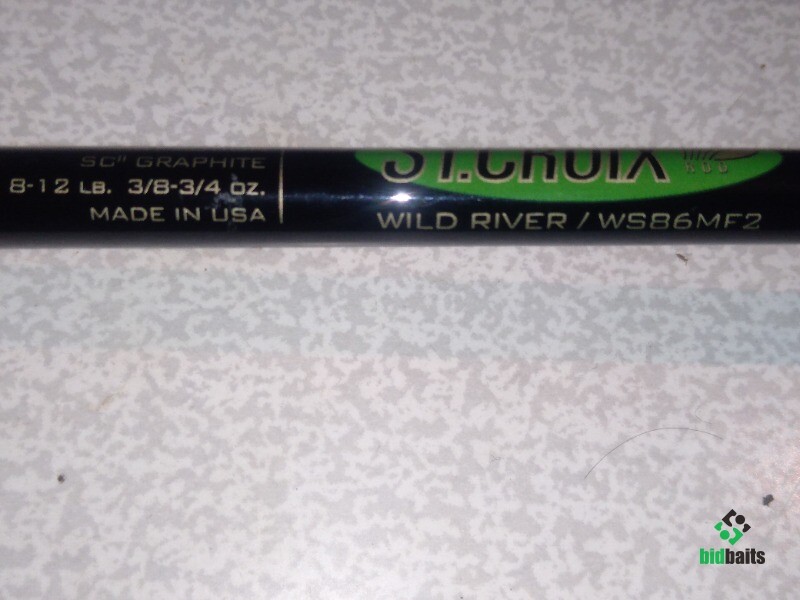 SC" GRAPHITE
8-12 LB. 3/8-3/4 OZ.
MADE IN USA
ST.CROIX
ROD
WILD RIVER / WS86MF2
bidbaits